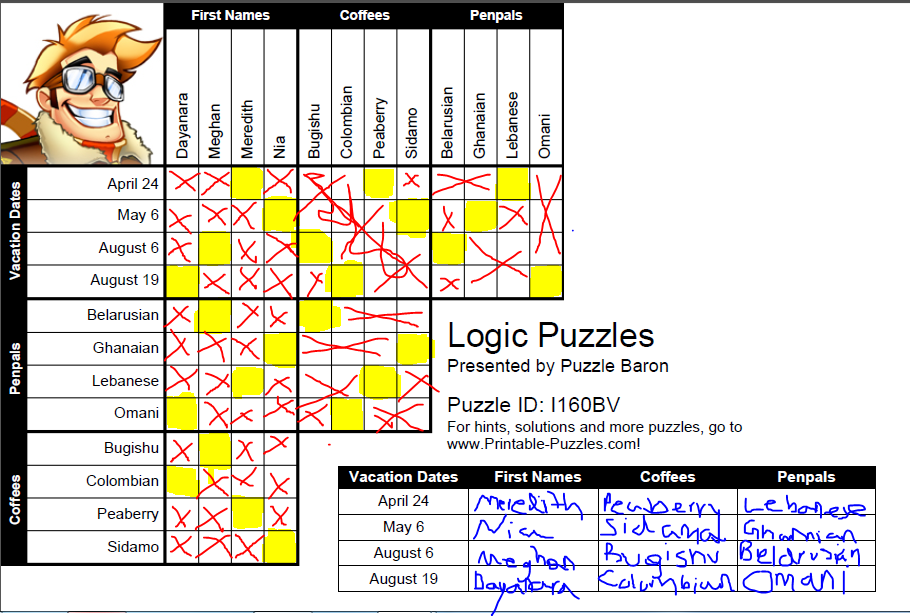 First Names Coffees Penpals
Dayanara Meghan Meredith Nia Bugishu Colombian Peaberry Sidamo Belarusian Ghanaian Lebanese Omani
Vacation Dates
April 24
May 6
August 6
August 19
Penpals
Belarusian
Ghanaian
Lebanese
Omani
Coffees
Bugishu
Colombian
Peaberry
Sidamo
Logic Puzzles
Presented by Puzzle Baron
Puzzle ID: I160BV
For hints, solutions and more puzzles, go to
www.Printable-Puzzles.com!
Vacation Dates First Names Coffees Penpals
April 24 Meredith Peaberry Lebanese
May 6 Nia Ghanian
August 6 Meghan Bugishu
August 19 Omani